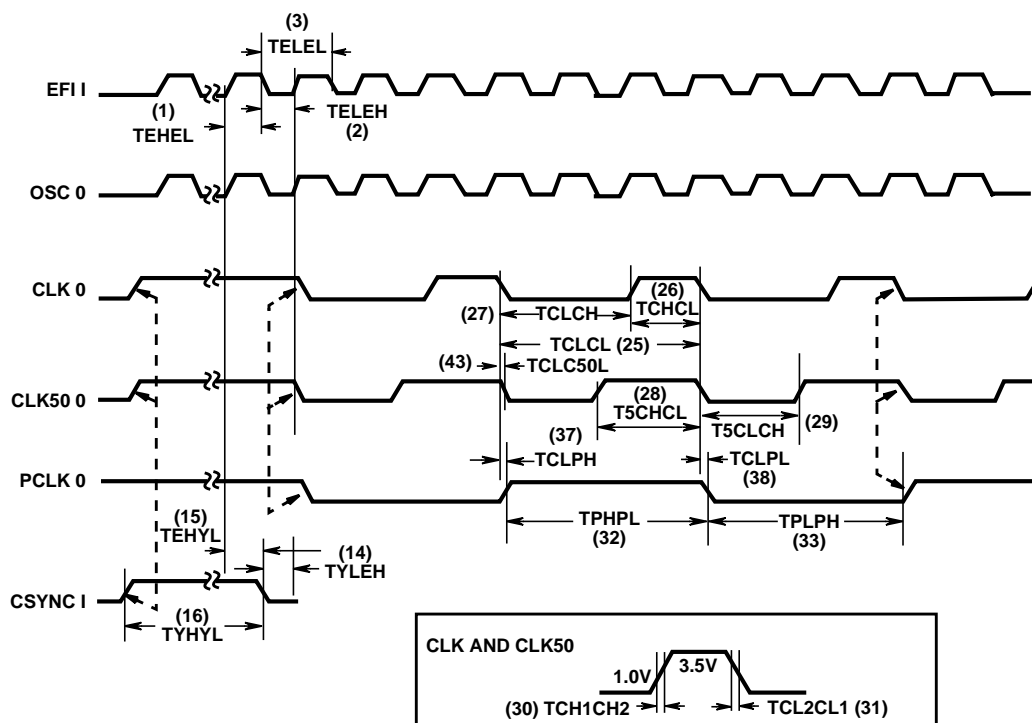 (3)
TELEL
EFI I
(1)
TEHEL
TELEH
(2)
OSC 0
CLK 0
(27)
TCLCH
(26)
TCHCL
TCLCL (25)
(43)
TCLC50L
CLK50 0
(28)
T5CHCL
T5CLCH
(29)
(37)
TCLPH
TCLPL
(38)
PCLK 0
TPHPL
(32)
TPLPH
(33)
(15)
TEHYL
(14)
TYLEH
CSYNC I
(16)
TYHYL
CLK AND CLK50
1.0V
3.5V
(30) TCH1CH2
TCL2CL1 (31)